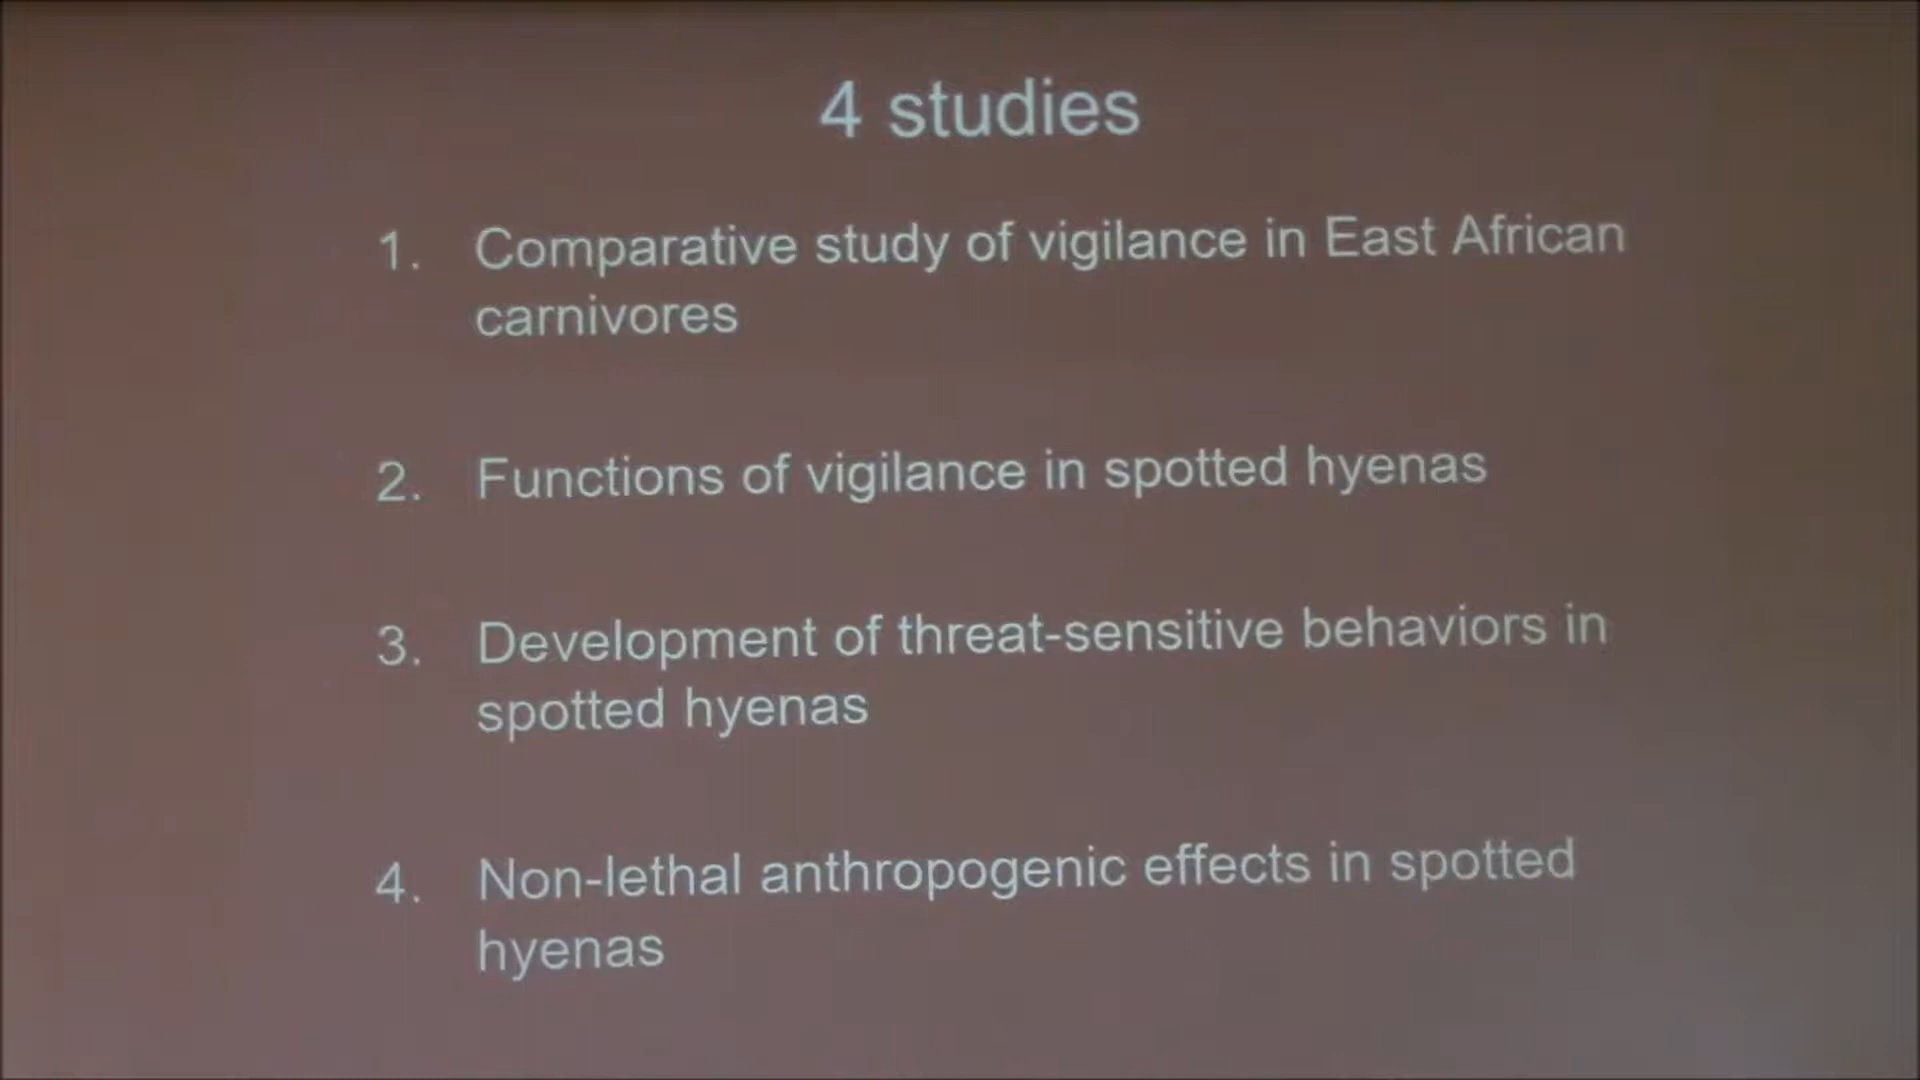 4 studies
1. Comparative study of vigilance in East African
carnivores
2. Functions of vigilance in spotted hyenas
3. Development of threat-sensitive behaviors in
spotted hyenas
4. Non-lethal anthropogenic effects in spotted
hyenas